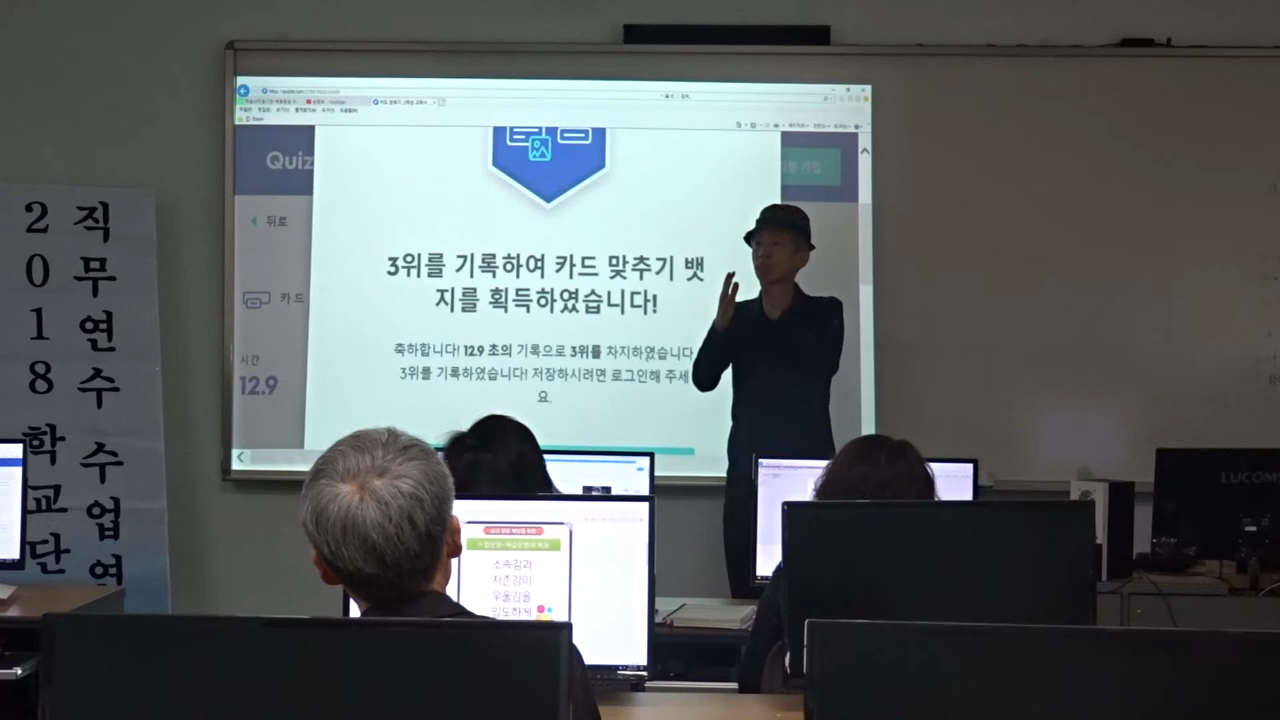 직무연수 수업연
2018 학교단
Quiz
뒤로
카드
시간
12.9
3위를 기록하여 카드 맞추기 뱃
지를 획득하였습니다!
축하합니다! 12.9 초의 기록으로 3위를 차지하였습니다
3위를 기록하였습니다! 저장하시려면 로그인해 주세
요.
소속감과
자존감이
우울감을
압도하게
LUCOM